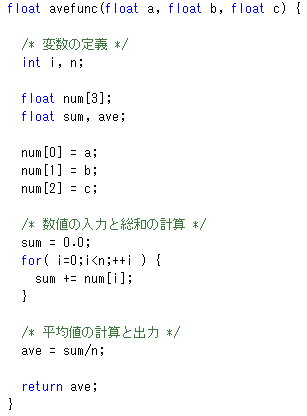 float avefunc(float a, float b, float c) {
/* 変数の定義 */
int i, n;
float num[3];
float sum, ave;
num[0] = a;
num[1] = b;
num[2] = c;
/* 数値の入力と総和の計算 */
sum = 0.0;
for( i=0;i<n;++i ) {
sum += num[i];
}
/* 平均値の計算と出力 */
ave = sum/n;
return ave;
}